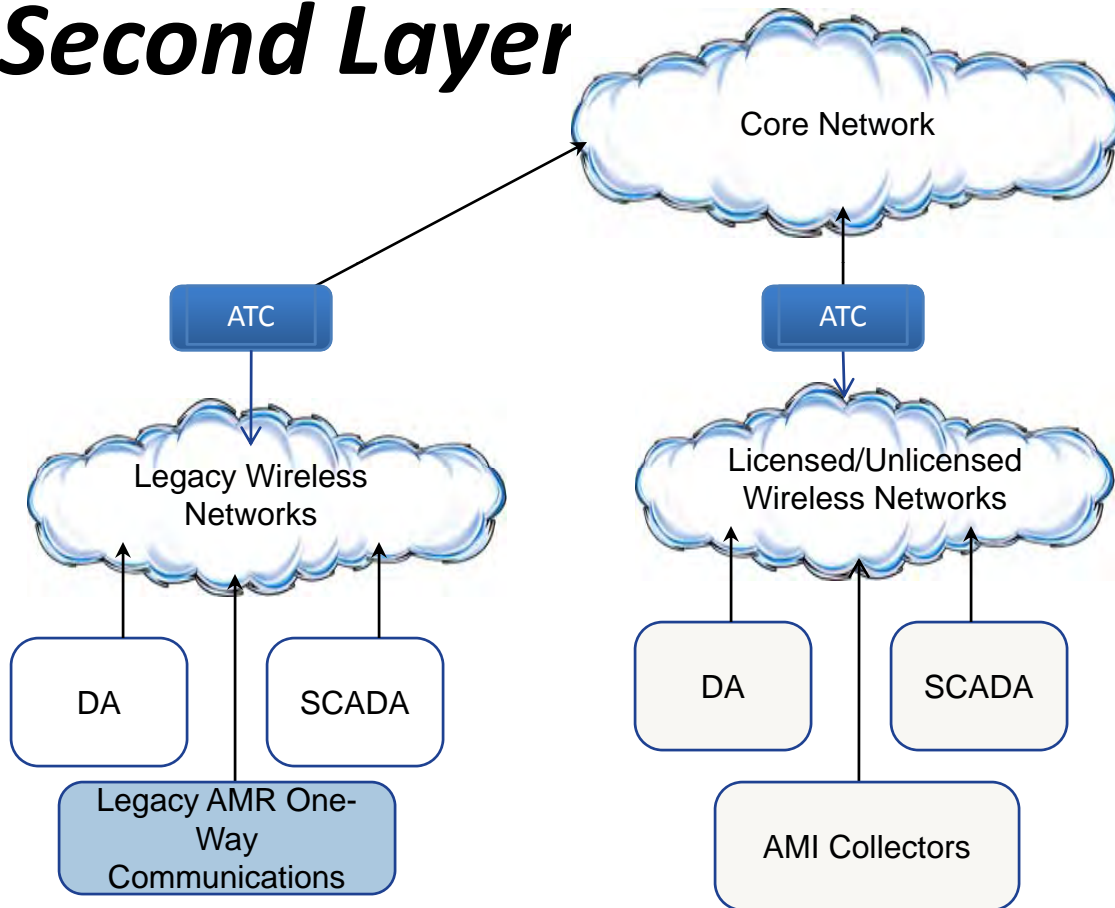 Second Layer
Core Network
ATC
ATC
Legacy Wireless
Networks
Licensed/Unlicensed
Wireless Networks
DA
SCADA
DA
SCADA
Legacy AMR One-
Way
Communications
AMI Collectors